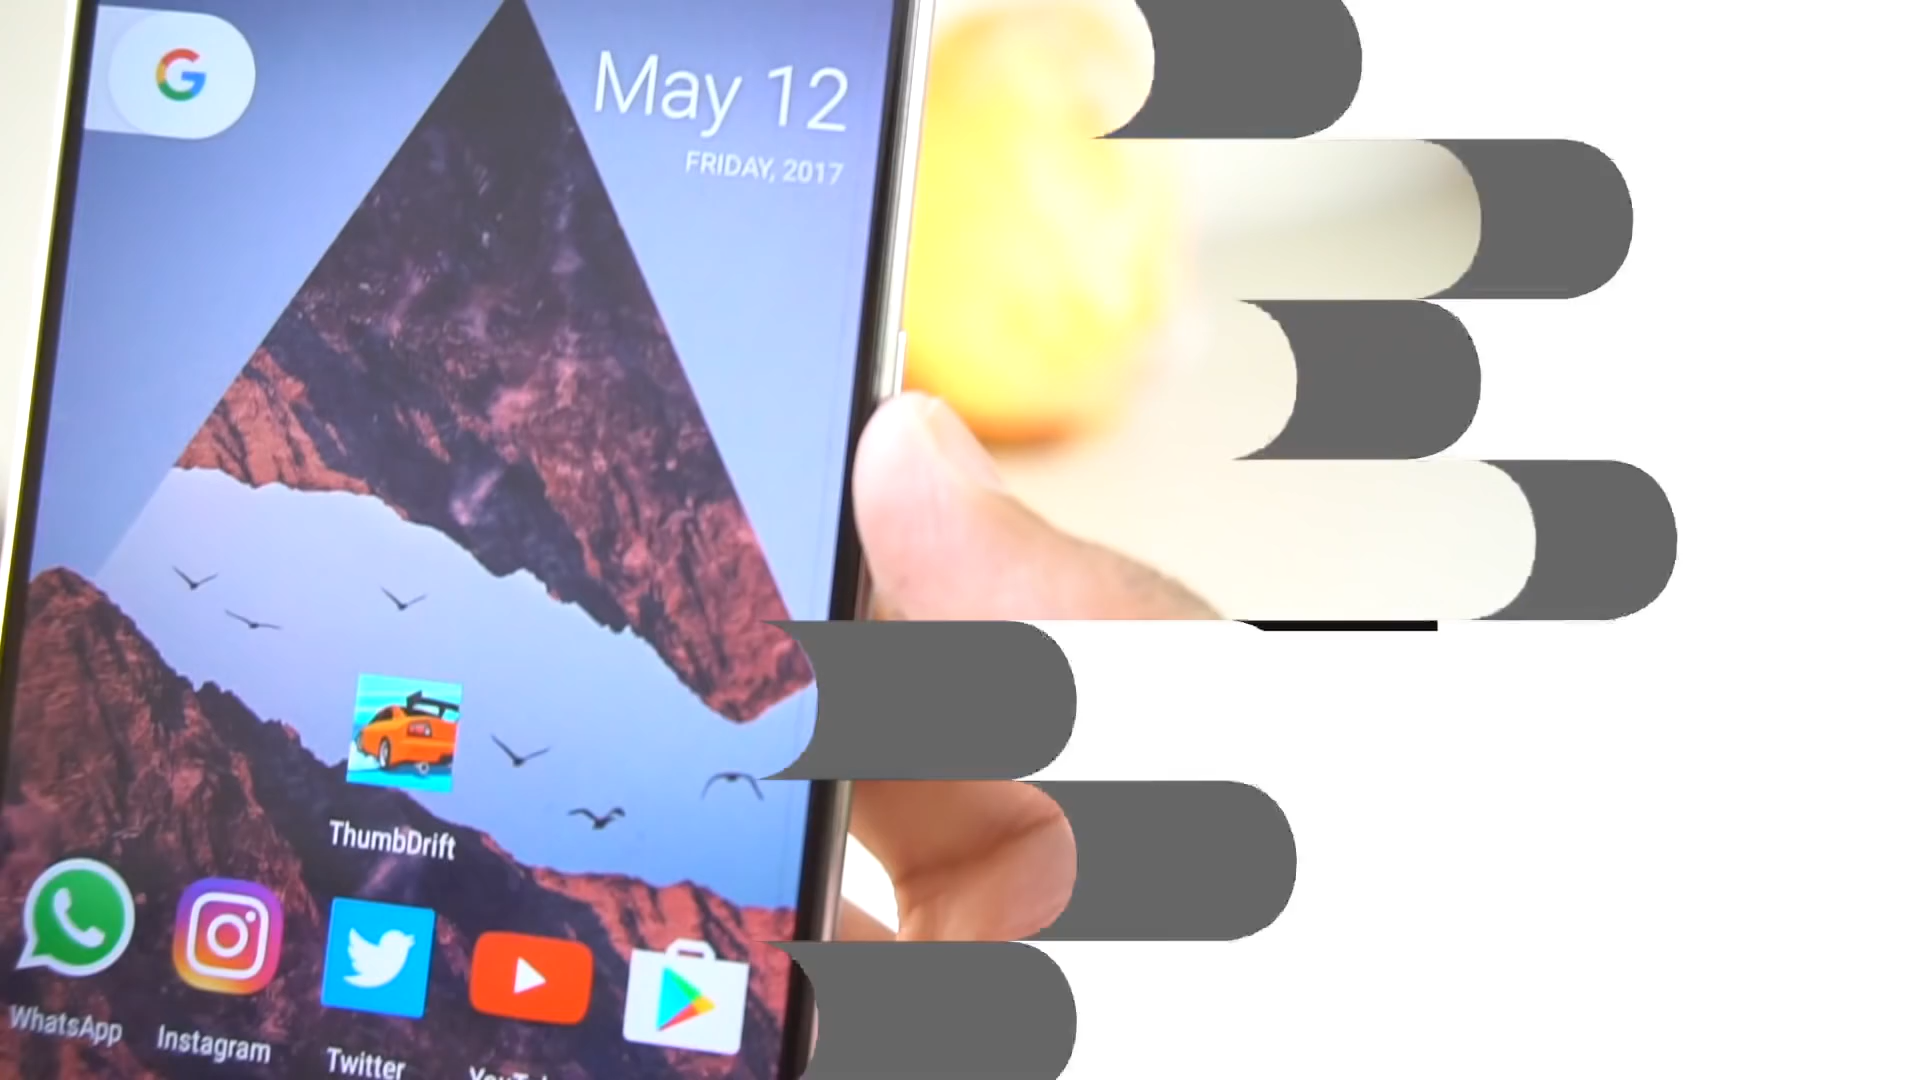 G
May 12
FRIDAY, 2017
ThumbDrift
WhatsApp
Instagram
Twitter